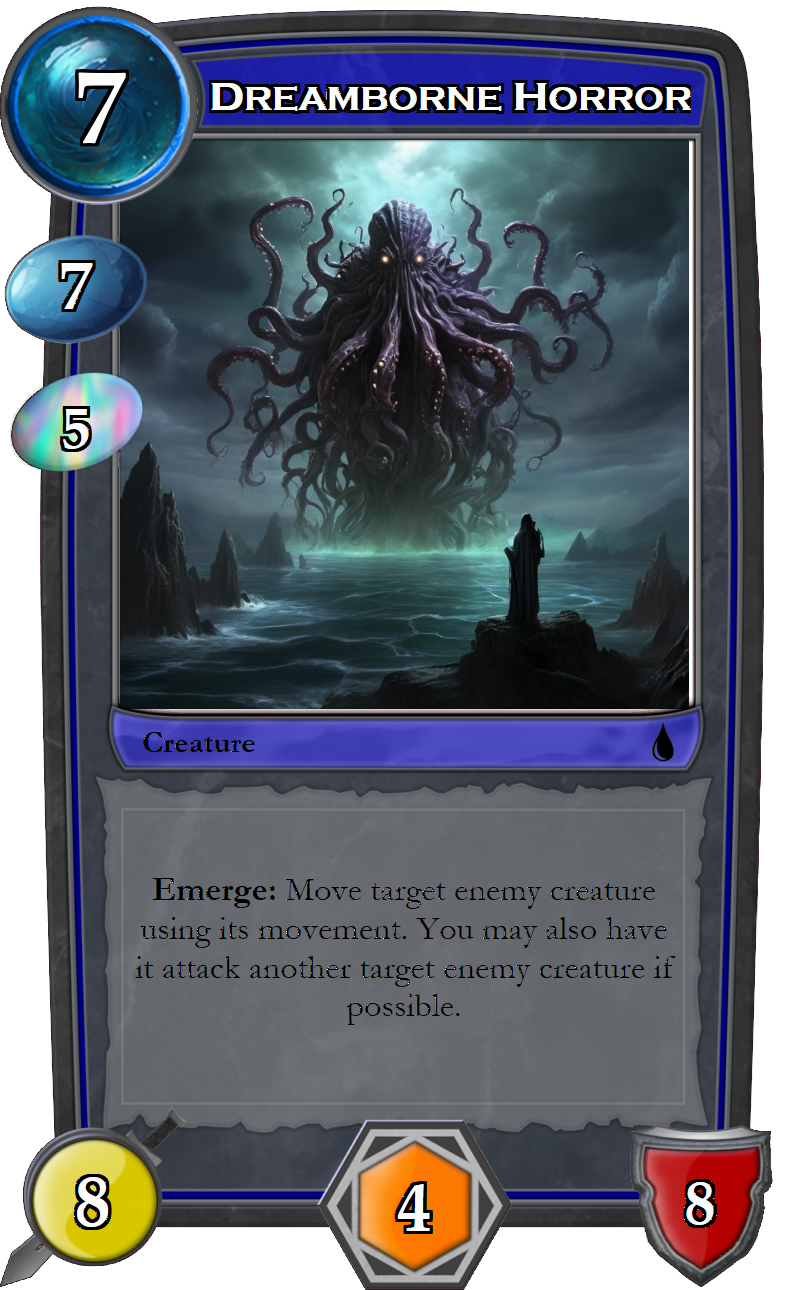 7
Dreamborne Horror
7
5
Creature
Emerge: Move target enemy creature
using its movement. You may also have
it attack another target enemy creature if
possible.
8
4
8